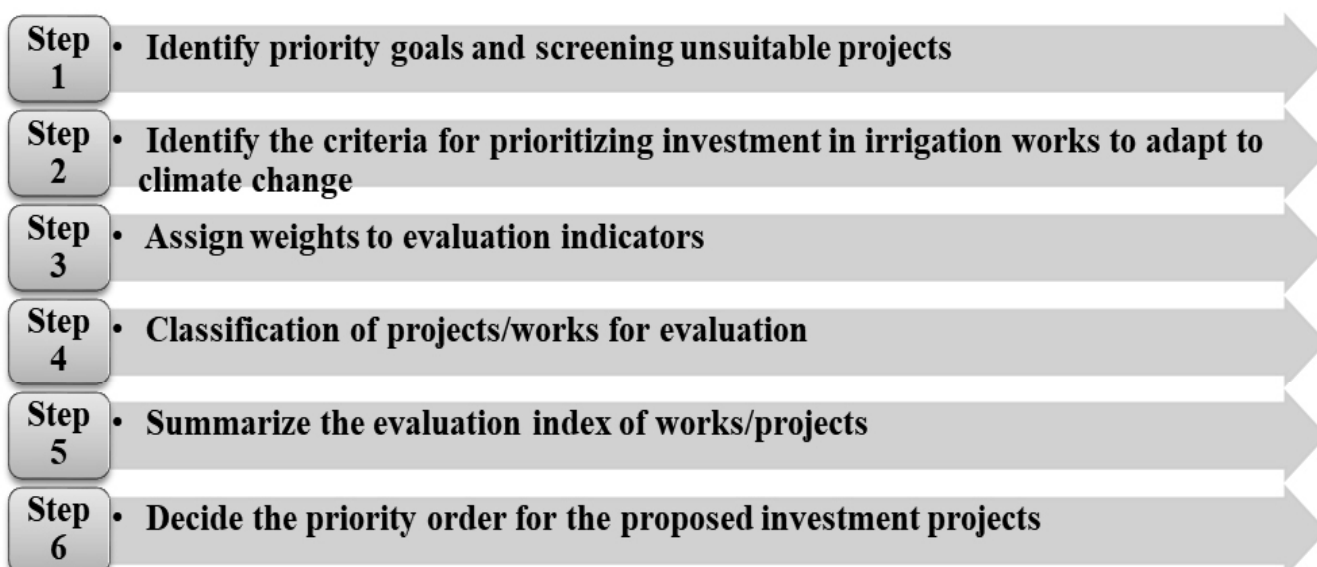 Step
1
• Identify priority goals and screening unsuitable projects
Step
2
• Identify the criteria for prioritizing investment in irrigation works to adapt to
climate change
Step
3
• Assign weights to evaluation indicators
Step
4
• Classification of projects/works for evaluation
Step
5
• Summarize the evaluation index of works/projects
Step
6
• Decide the priority order for the proposed investment projects